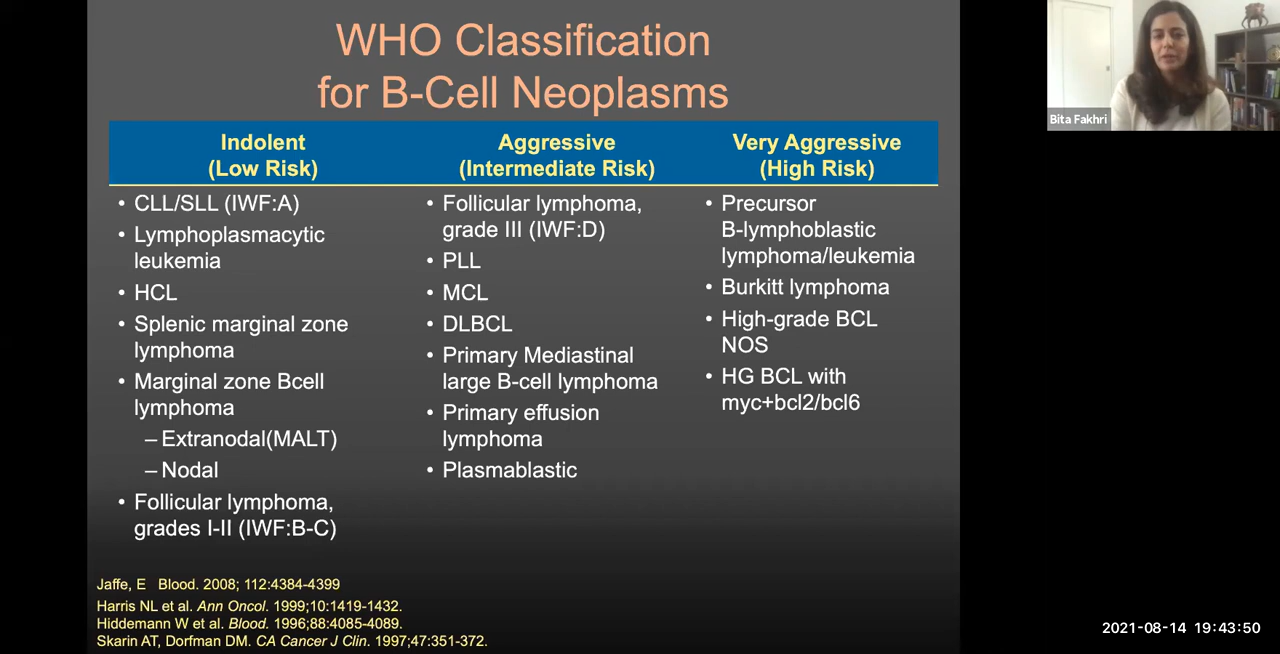 WHO Classification
for B-Cell Neoplasms
Indolent
(Low Risk)
Aggressive
(Intermediate Risk)
Very Aggressive
(High Risk)
• CLL/SLL (IWF:A)
• Lymphoplasmacytic
leukemia
• HCL
• Splenic marginal zone
lymphoma
• Marginal zone Bcell
lymphoma
– Extranodal(MALT)
– Nodal
• Follicular lymphoma,
grades I-II (IWF:B-C)
• Follicular lymphoma,
grade III (IWF:D)
• PLL
• MCL
• DLBCL
• Primary Mediastinal
large B-cell lymphoma
• Primary effusion
lymphoma
• Plasmablastic
• Precursor
B-lymphoblastic
lymphoma/leukemia
• Burkitt lymphoma
• High-grade BCL
NOS
• HG BCL with
myc+bcl2/bcl6
Jaffe, E Blood. 2008; 112:4384-4399
Harris NL et al. Ann Oncol. 1999;10:1419-1432.
Hiddemann W et al. Blood. 1996;88:4085-4089.
Skarin AT, Dorfman DM. CA Cancer J Clin. 1997;47:351-372.
Bita Fakhri
2021-08-14 19:43:50